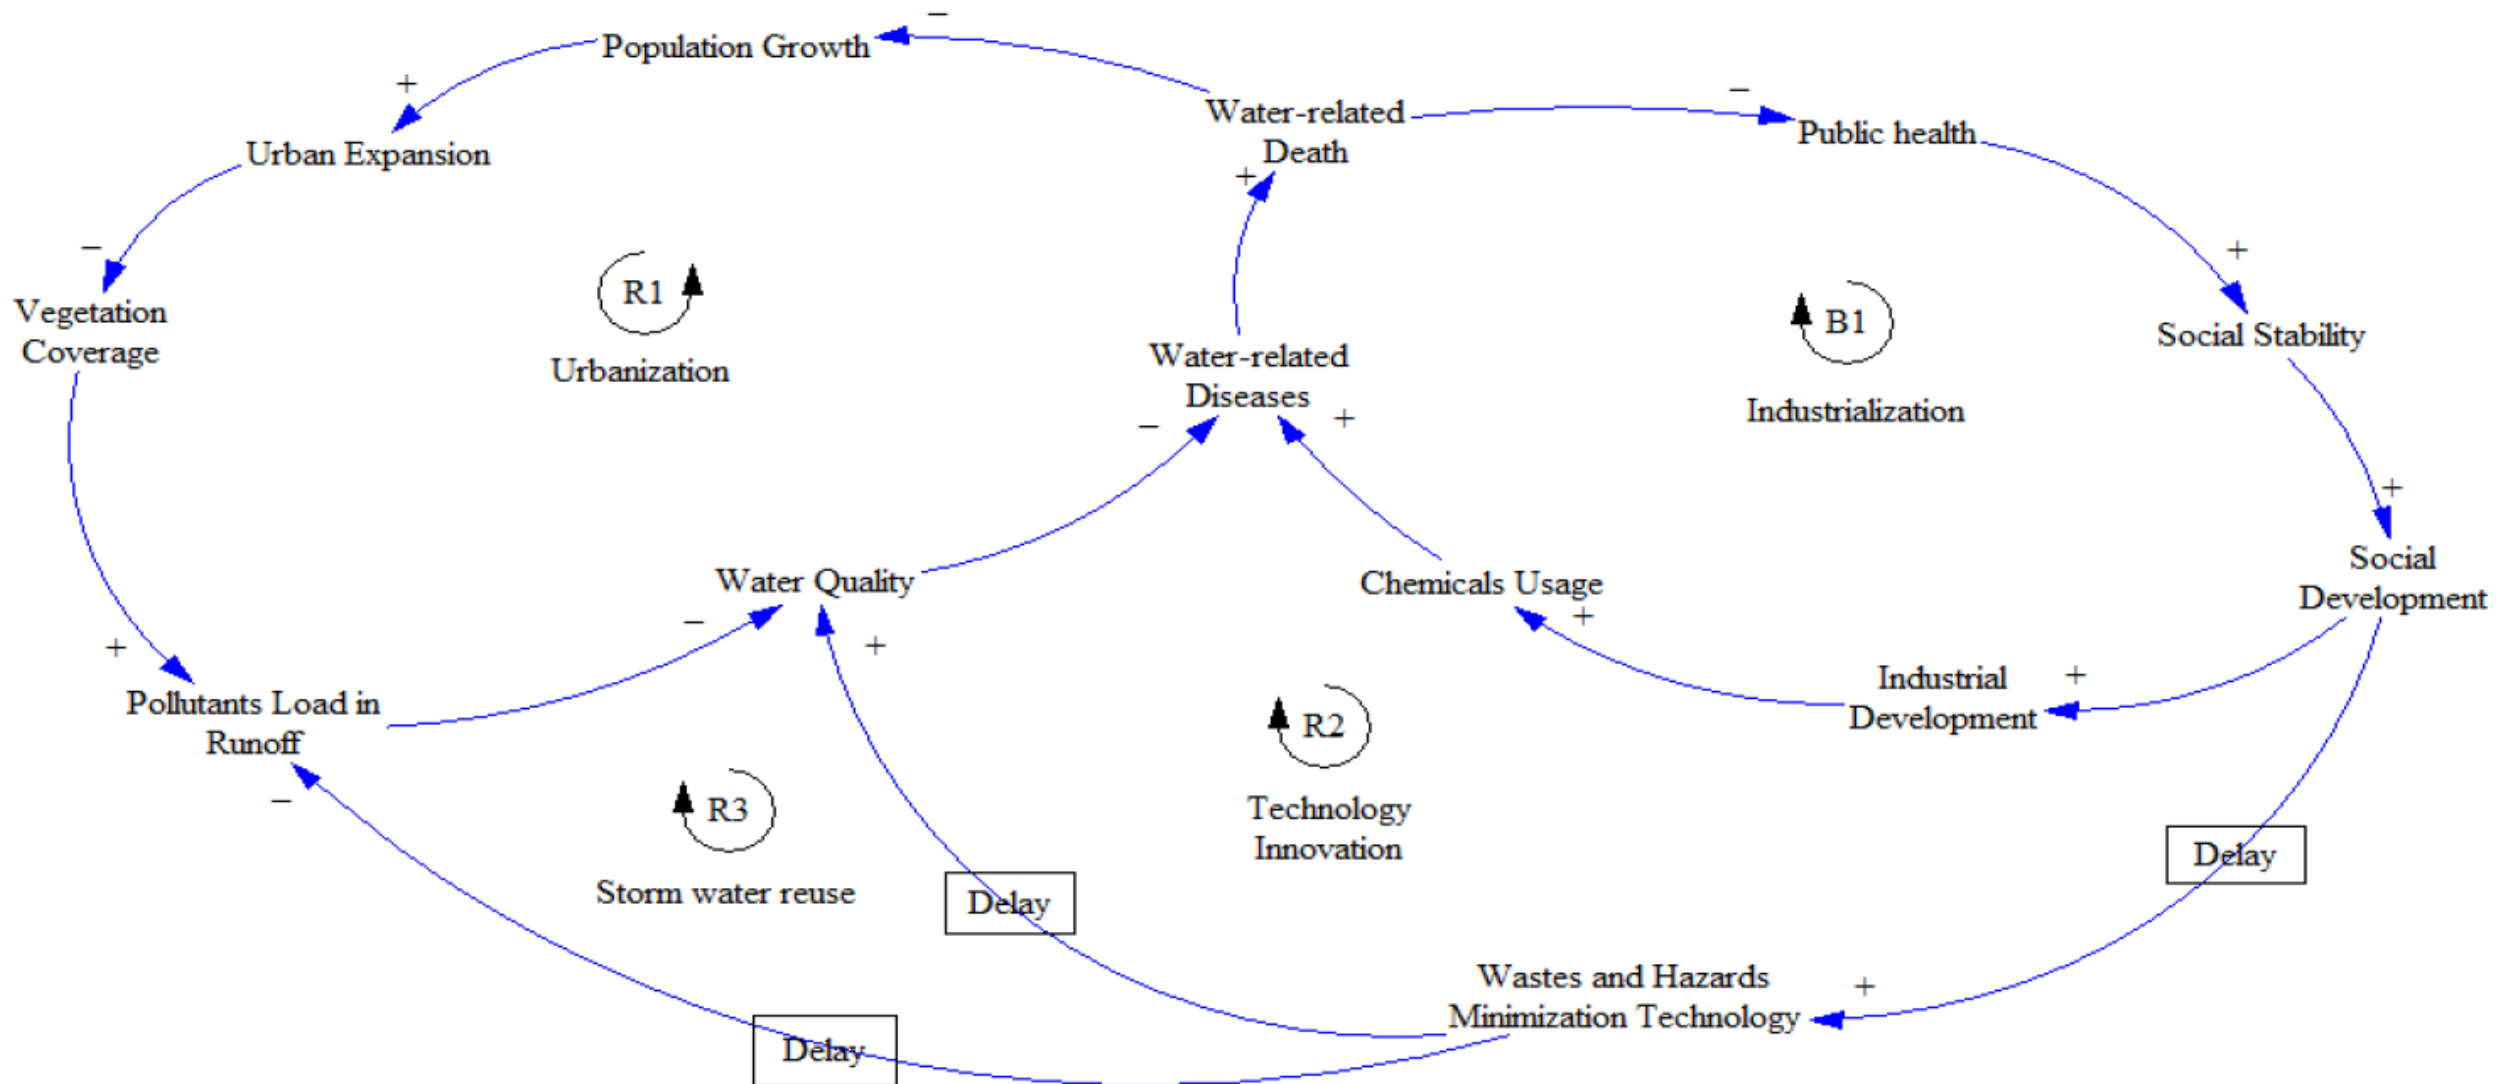 −
Population Growth
+
−
Water-related
Death
−
Public health
Urban Expansion
+
−
+
Vegetation
Coverage
R1
Urbanization
B1
Industrialization
Social Stability
Water-related
Diseases
−
+
+
Water Quality
Chemicals Usage
Social
Development
+
−
+
+
Pollutants Load in
Runoff
−
Industrial
Development
+
R2
Technology
Innovation
R3
Storm water reuse
Delay
Delay
Delay
Wastes and Hazards
Minimization Technology
+